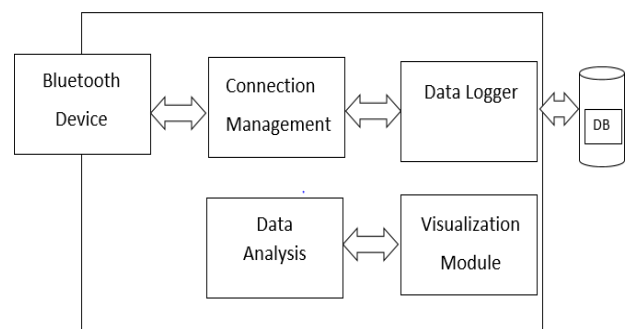 Bluetooth
Device
Connection
Management
Data Logger
DB
Data
Analysis
Visualization
Module